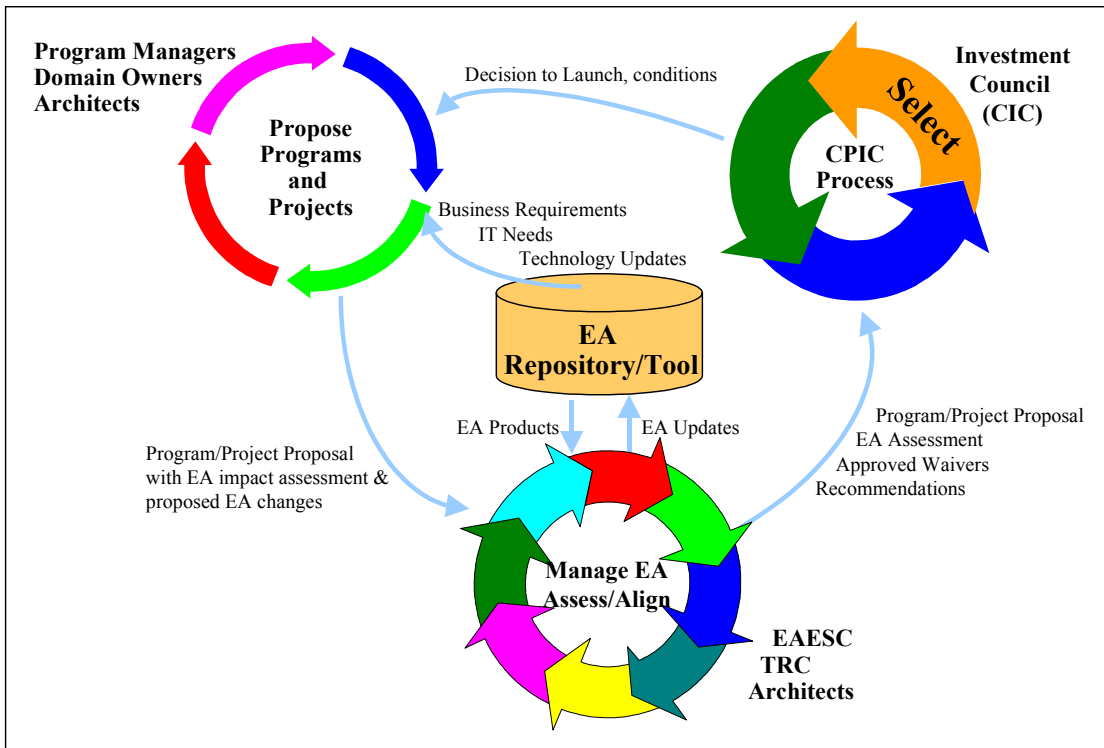 Program Managers
Domain Owners
Architects
Propose
Programs
and
Projects
Decision to Launch, conditions
Investment
Council
(CIC)
Select
CPIC
Process
Business Requirements
IT Needs
Technology Updates
EA
Repository/Tool
EA Products
EA Updates
Program/Project Proposal
with EA impact assessment &
proposed EA changes
Program/Project Proposal
EA Assessment
Approved Waivers
Recommendations
Manage EA
Assess/Align
EAESC
TRC
Architects